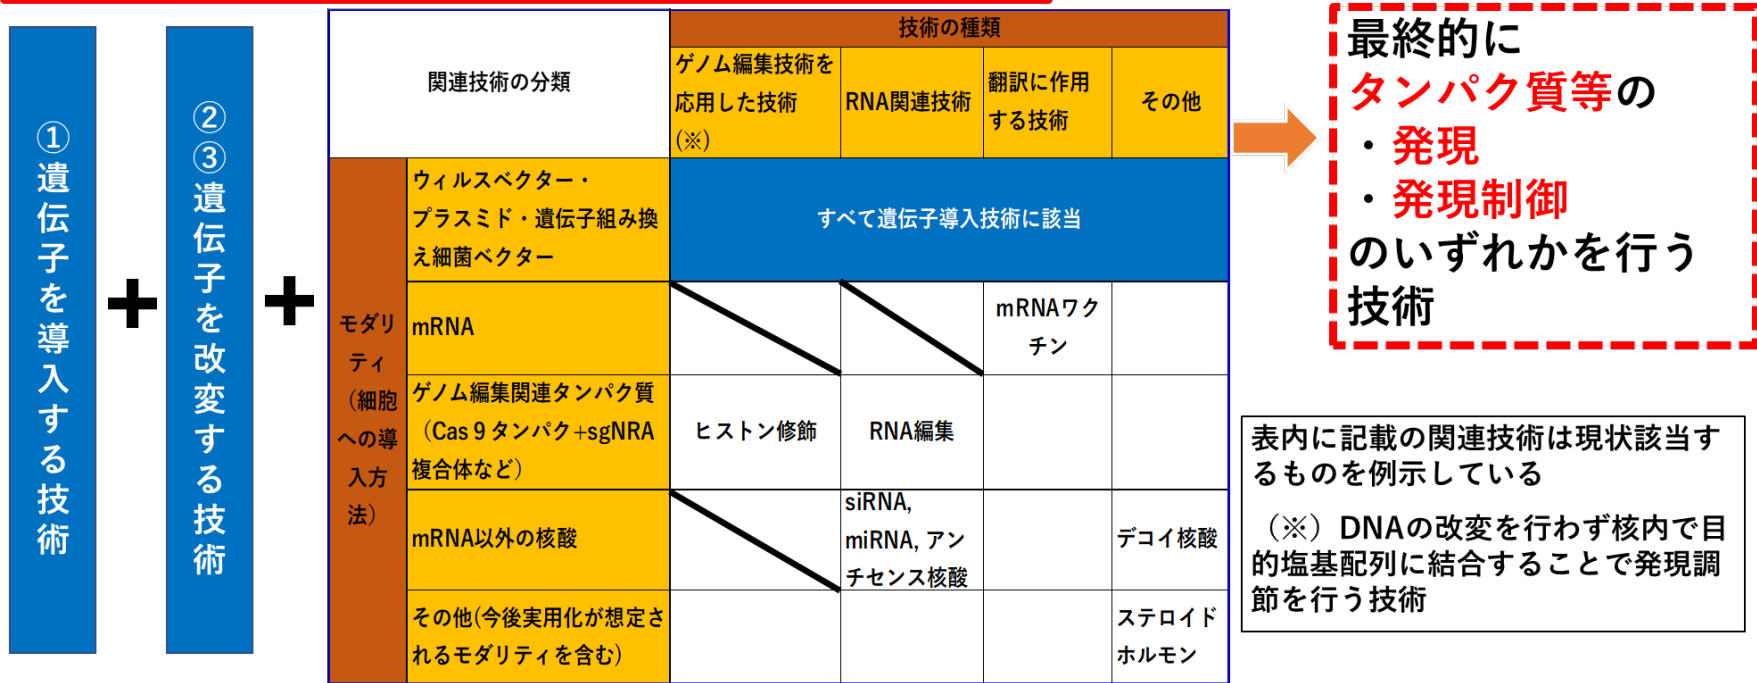 ①遺伝子を導入する技術
+
②③遺伝子を改変する技術
+
関連技術の分類
技術の種類
ゲノム編集技術を
応用した技術
(※)
RNA関連技術
翻訳に作用
する技術
その他
モダリ
ティ
（細胞
への導
入方
法）
ウィルスベクター・
プラスミド・遺伝子組み換
え細菌ベクター
すべて遺伝子導入技術に該当
mRNA
mRNAワク
チン
ゲノム編集関連タンパク質
（Cas 9 タンパク+sgNRA
複合体など）
ヒストン修飾
RNA編集
mRNA以外の核酸
siRNA,
miRNA, アン
チセンス核酸
デコイ核酸
その他(今後実用化が想定さ
れるモダリティを含む)
ステロイド
ホルモン
最終的に
タンパク質等の
・発現
・発現制御
のいずれかを行う
技術
表内に記載の関連技術は現状該当す
るものを例示している
（※）DNAの改変を行わず核内で目
的塩基配列に結合することで発現調
節を行う技術